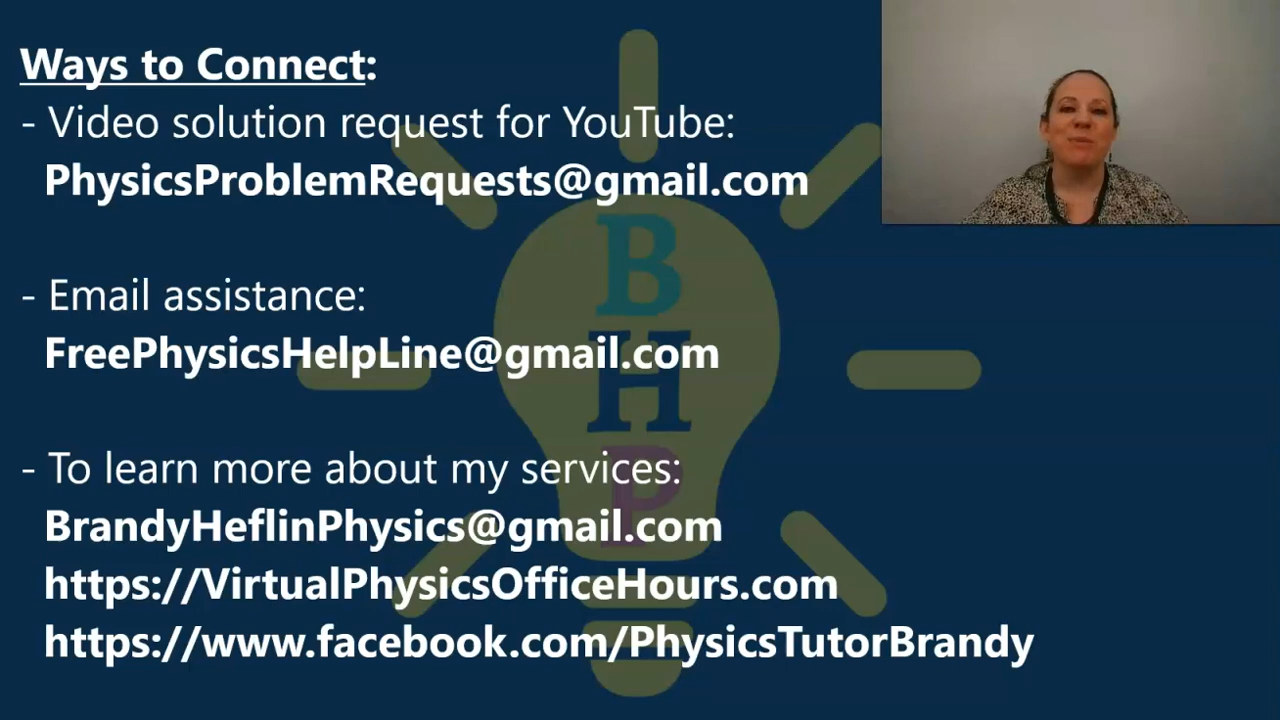 Ways to Connect:
- Video solution request for YouTube:
PhysicsProblemRequests@gmail.com
- Email assistance:
FreePhysicsHelpLine@gmail.com
- To learn more about my services:
BrandyHeflinPhysics@gmail.com
https://VirtualPhysicsOfficeHours.com
https://www.facebook.com/PhysicsTutorBrandy
B
H
P